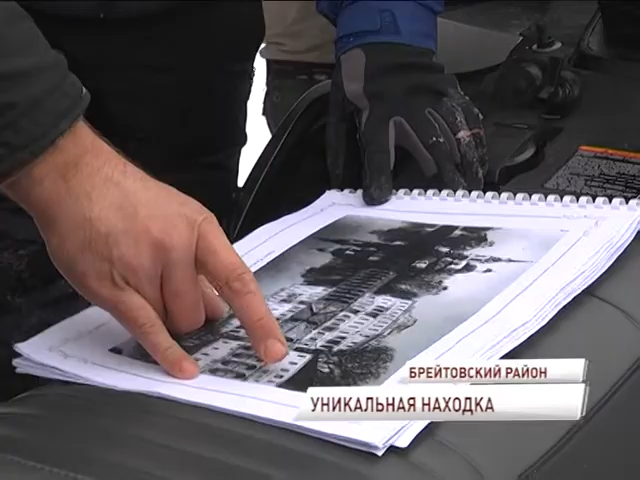 БРЕЙТОВСКИЙ РАЙОН
УНИКАЛЬНАЯ НАХОДКА